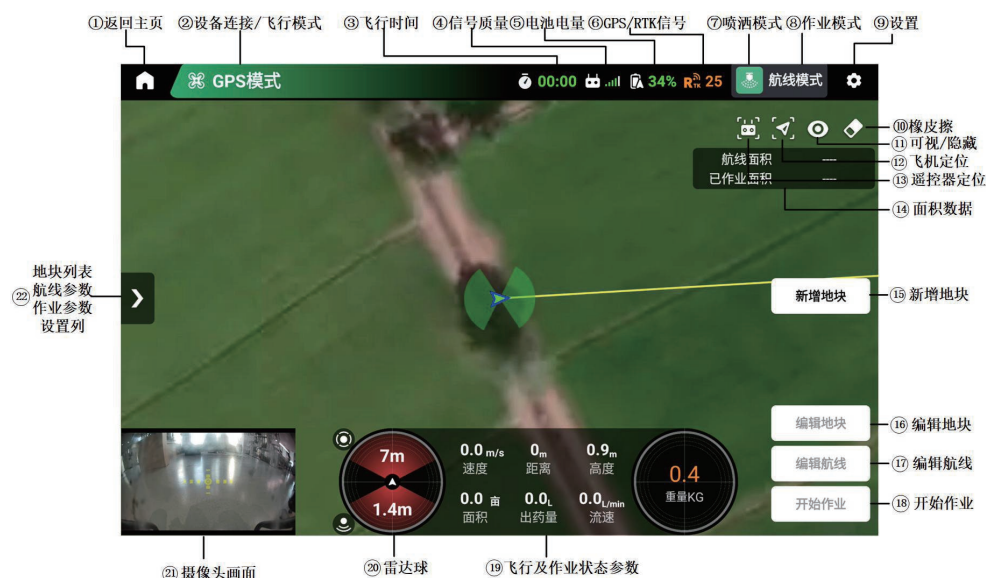 ①返回主页 ②设备连接/飞行模式 ③飞行时间 ④信号质量 ⑤电池电量 ⑥GPS/RTK信号 ⑦喷洒模式 ⑧作业模式 ⑨设置
GPS模式 00:00 34% R RTK 25 航线模式
⑩橡皮擦
⑪可视/隐藏
航线面积 ----
⑫飞机定位
已作业面积 ----
⑬遥控器定位
⑭面积数据
地块列表
航线参数
㉒
作业参数
设置列
新增地块 ⑮新增地块
编辑地块 ⑯编辑地块
7m 0.0 m/s 0m 0.9m
速度 距离 高度
编辑航线 ⑰编辑航线
0.4
重量KG
1.4m 0.0 亩 0.0L 0.0L/min
面积 出药量 流速
开始作业 ⑱开始作业
㉑摄像头画面 ⑳雷达球 ⑲飞行及作业状态参数